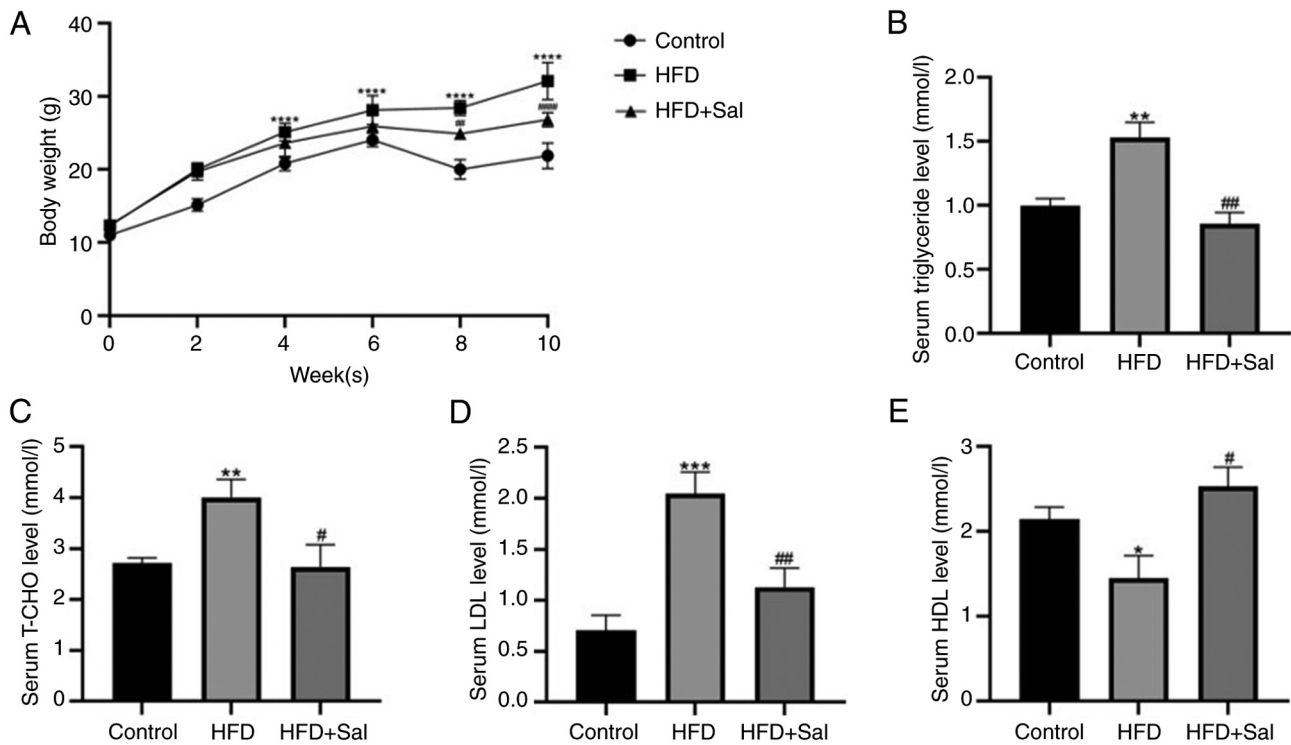 A
40
30
20
10
0
Body weight (g)
0 2 4 6 8 10
Week(s)
****
****
****
##
****
####
Control
HFD
HFD+Sal
B
Serum triglyceride level (mmol/l)
2.0
1.5
1.0
0.5
0.0
**
##
Control HFD HFD+Sal
C
Serum T-CHO level (mmol/l)
5
4
3
2
1
0
**
#
Control HFD HFD+Sal
D
Serum LDL level (mmol/l)
2.5
2.0
1.5
1.0
0.5
0.0
***
##
Control HFD HFD+Sal
E
Serum HDL level (mmol/l)
3
2
1
0
*
#
Control HFD HFD+Sal